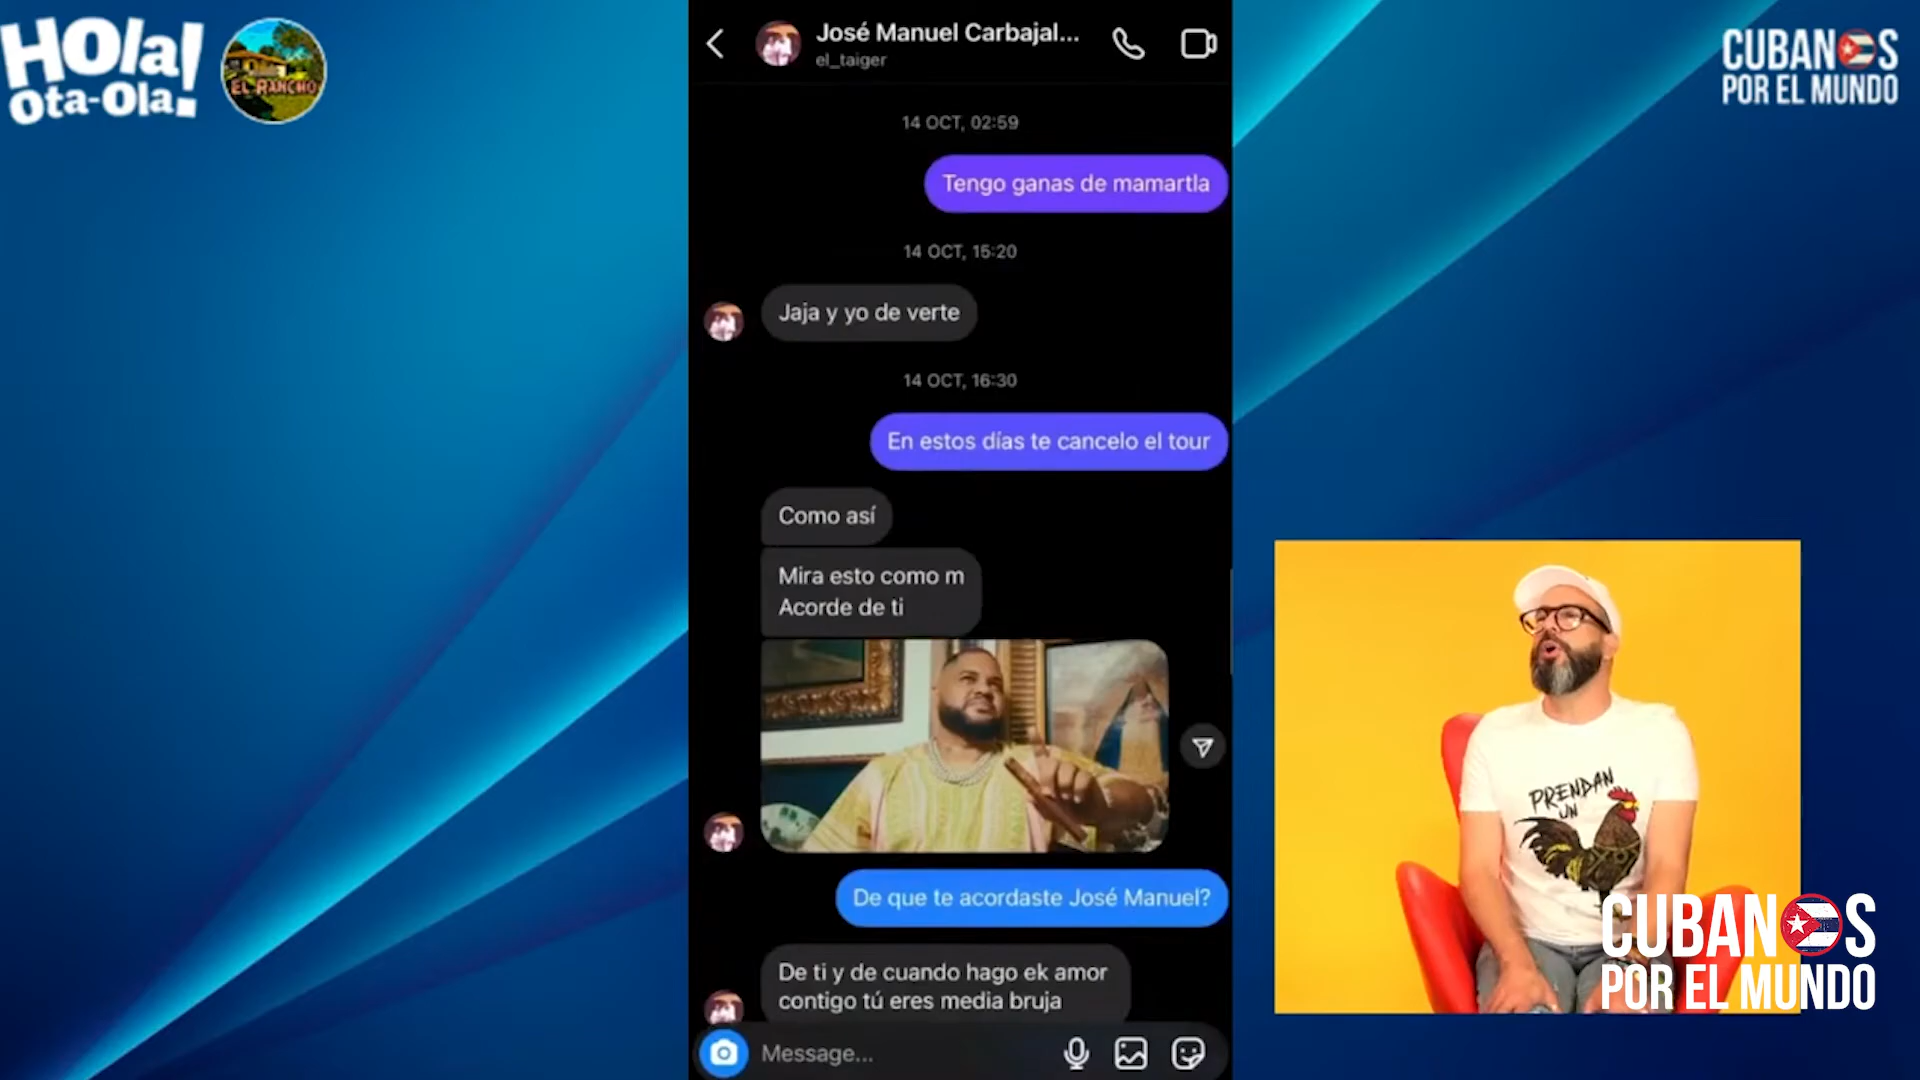 HOla!
Ota-Ola!
EL RANCHO
José Manuel Carbajal...
el_taiger
CUBANOS
POR EL MUNDO
14 OCT, 02:59
Tengo ganas de mamartla
14 OCT, 15:20
Jaja y yo de verte
14 OCT, 16:30
En estos días te cancelo el tour
Como así
Mira esto como m
Acorde de ti
De que te acordaste José Manuel?
De ti y de cuando hago ek amor
contigo tú eres media bruja
Message...
PRENDAN
UN
CUBANOS
POR EL MUNDO